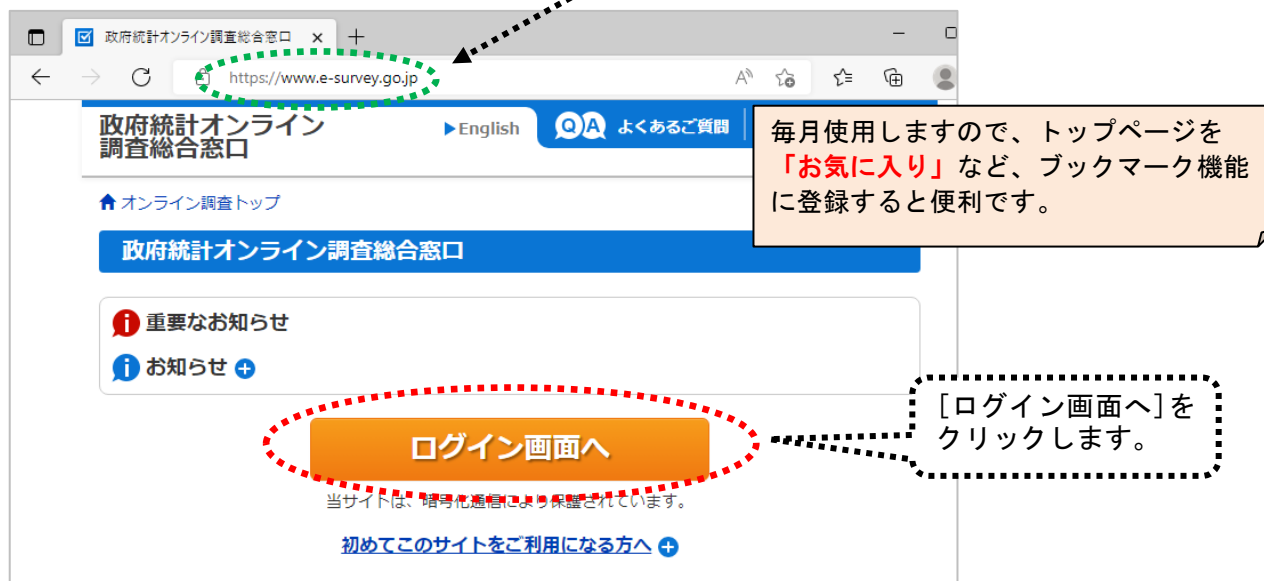 政府統計オンライン調査総合窓口
https://www.e-survey.go.jp
政府統計オンライン
調査総合窓口
▶English
QA よくあるご質問
毎月使用しますので、トップページを
「お気に入り」など、ブックマーク機能
に登録すると便利です。
オンライン調査トップ
政府統計オンライン調査総合窓口
重要なお知らせ
お知らせ
ログイン画面へ
[ログイン画面へ]を
クリックします。
当サイトは、暗号化通信により保護されています。
初めてこのサイトをご利用になる方へ